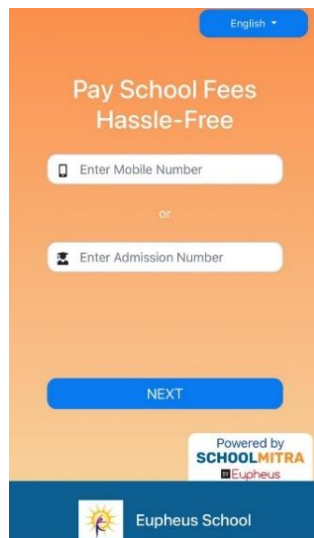 English
Pay School Fees
Hassle-Free
Enter Mobile Number
or
Enter Admission Number
NEXT
Powered by
SCHOOLMITRA
Eupheus
Eupheus School